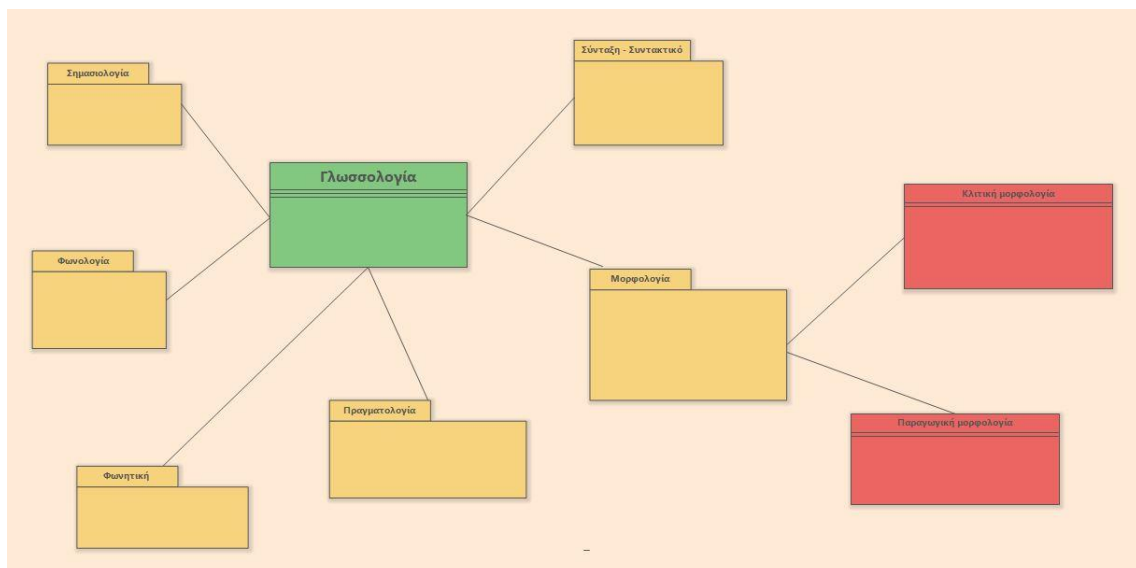 Σύνταξη - Συντακτικό
Σημασιολογία
Γλωσσολογία
Κλιτική μορφολογία
Φωνολογία
Μορφολογία
Πραγματολογία
Παραγωγική μορφολογία
Φωνητική